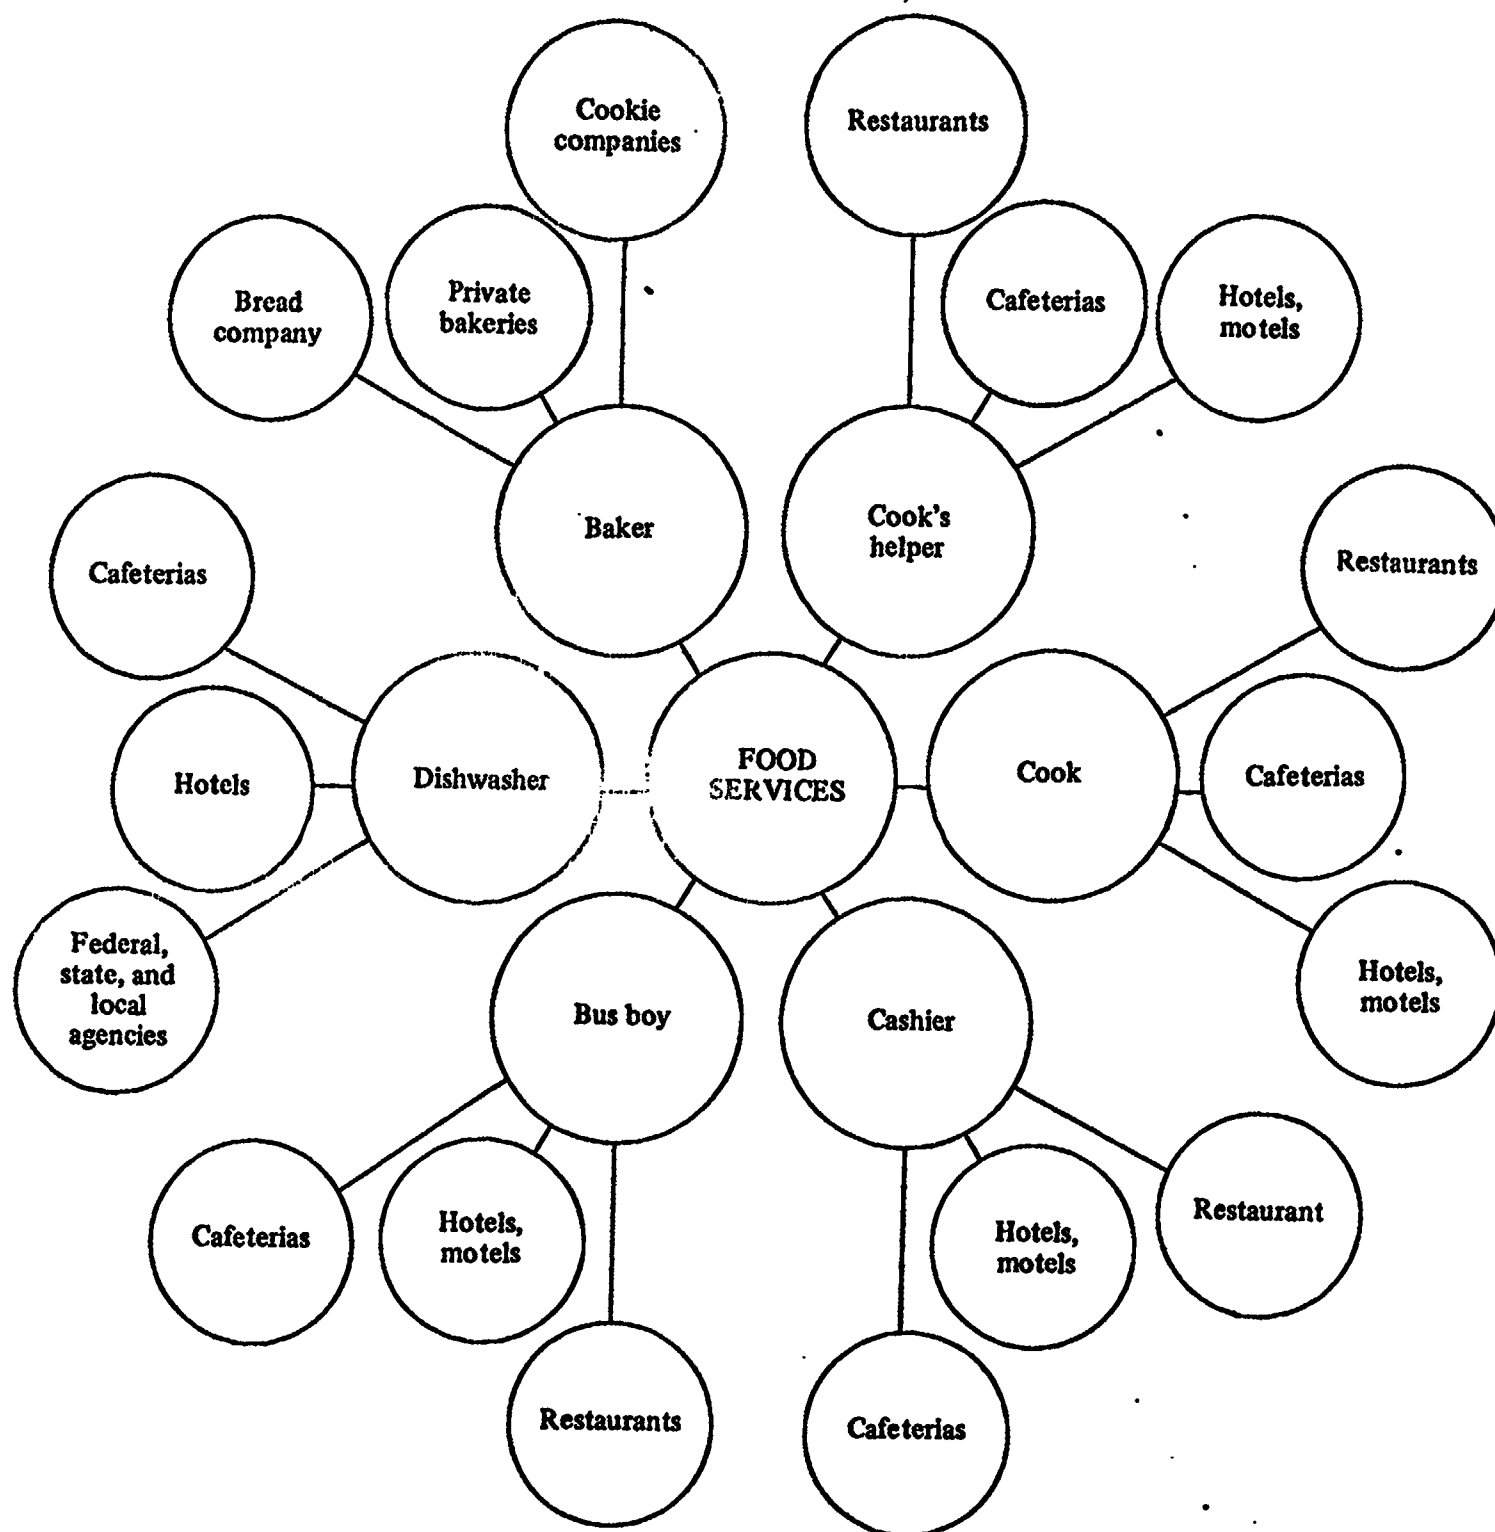 Cookie
companies
Restaurants
Bread
company
Private
bakeries
Cafeterias
Hotels,
motels
Baker
Cook's
helper
Cafeterias
Restaurants
Hotels
Dishwasher
FOOD
SERVICES
Cook
Cafeterias
Federal,
state, and
local
agencies
Bus boy
Cashier
Hotels,
motels
Cafeterias
Hotels,
motels
Hotels,
motels
Restaurant
Restaurants
Cafeterias